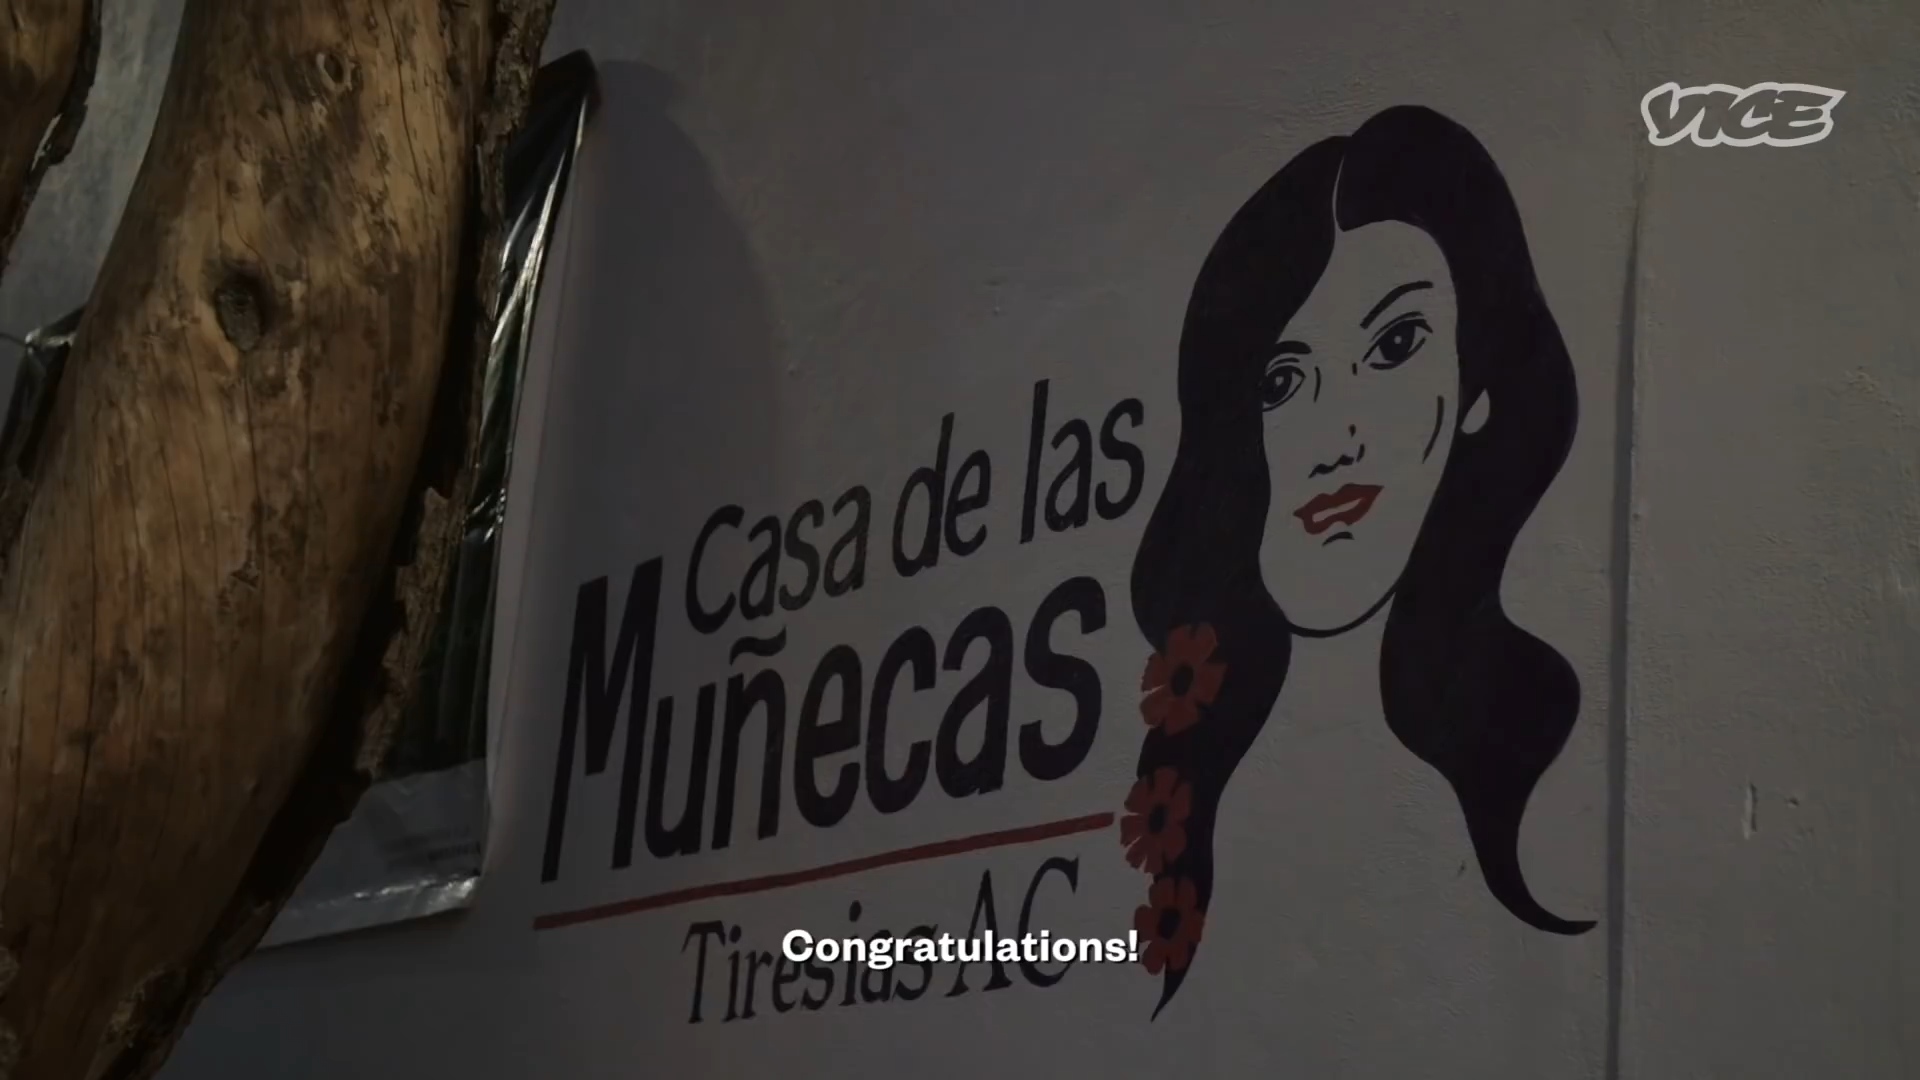 VICE
Casa de las
Muñecas
Tiresias AC
Congratulations!